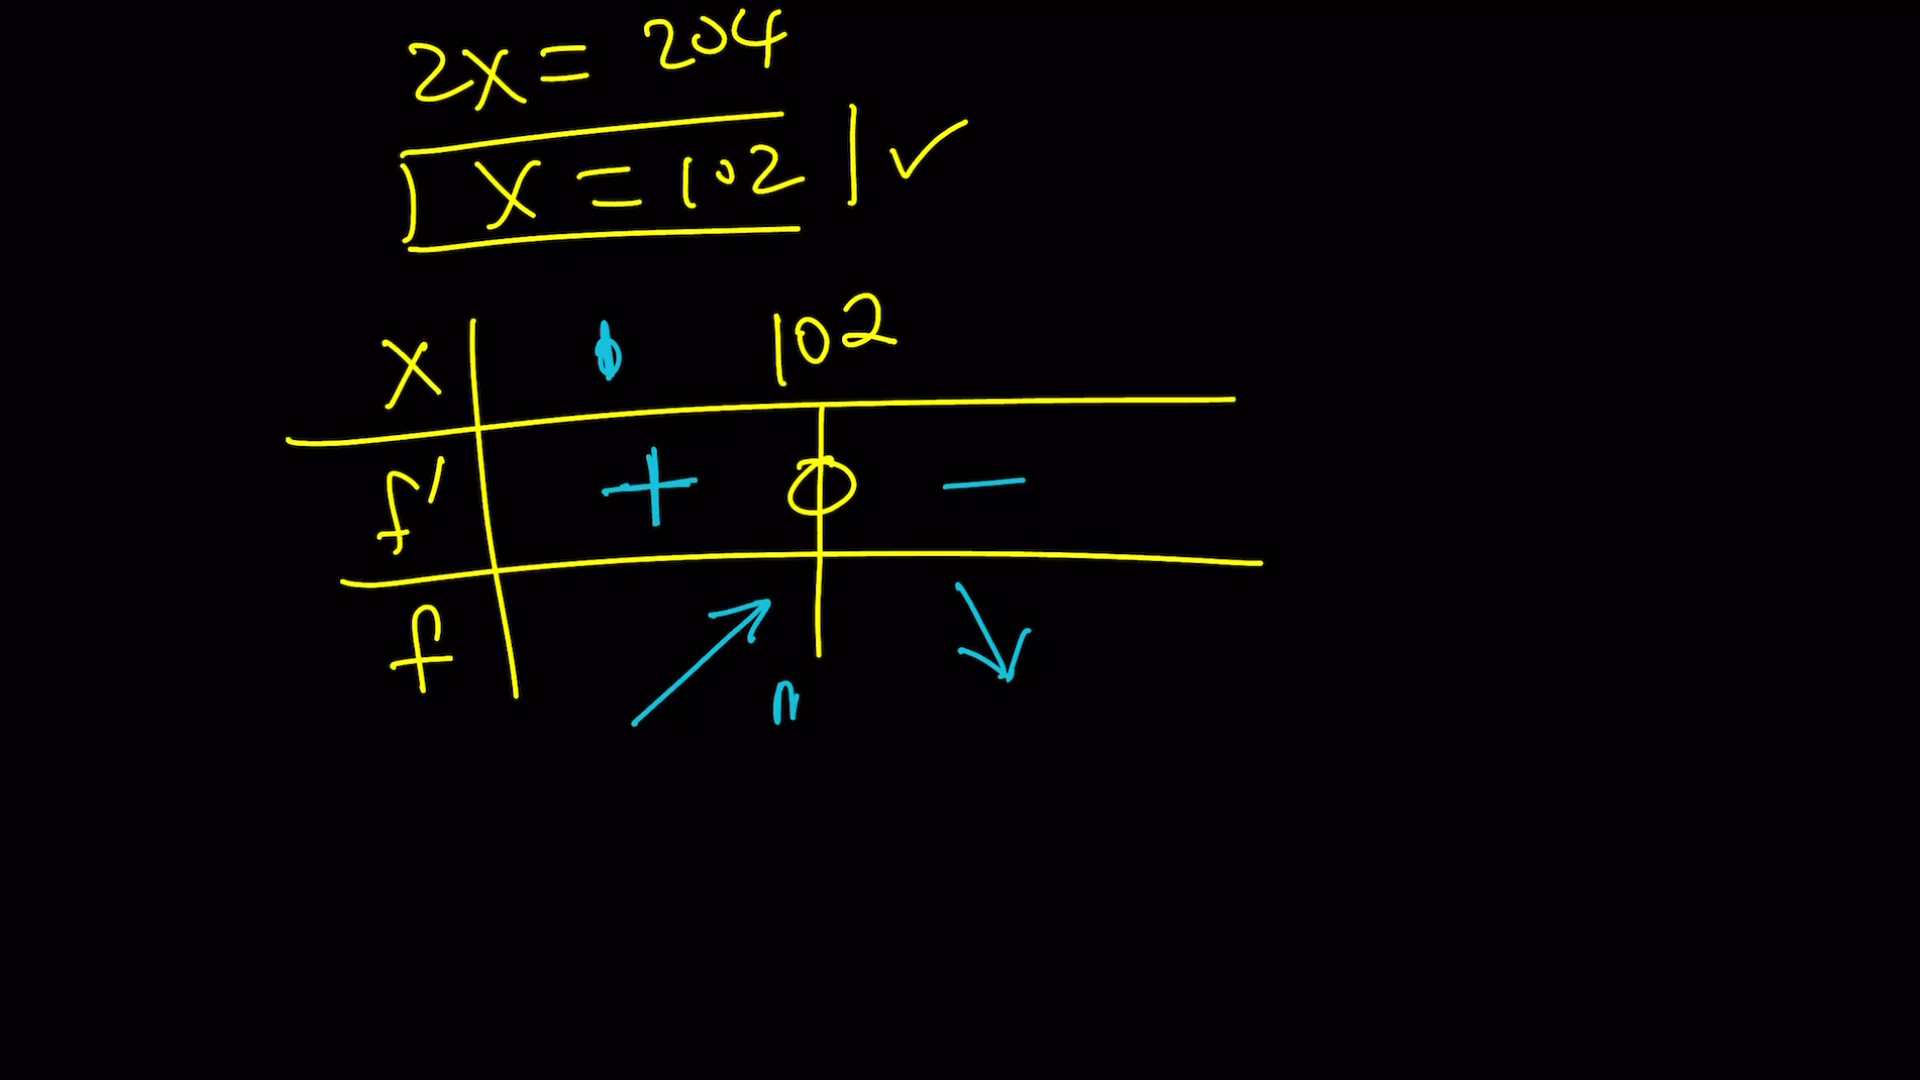 2x = 204
x = 102 ✓
x 0 102
f' + 0 −
f ↗ ↘